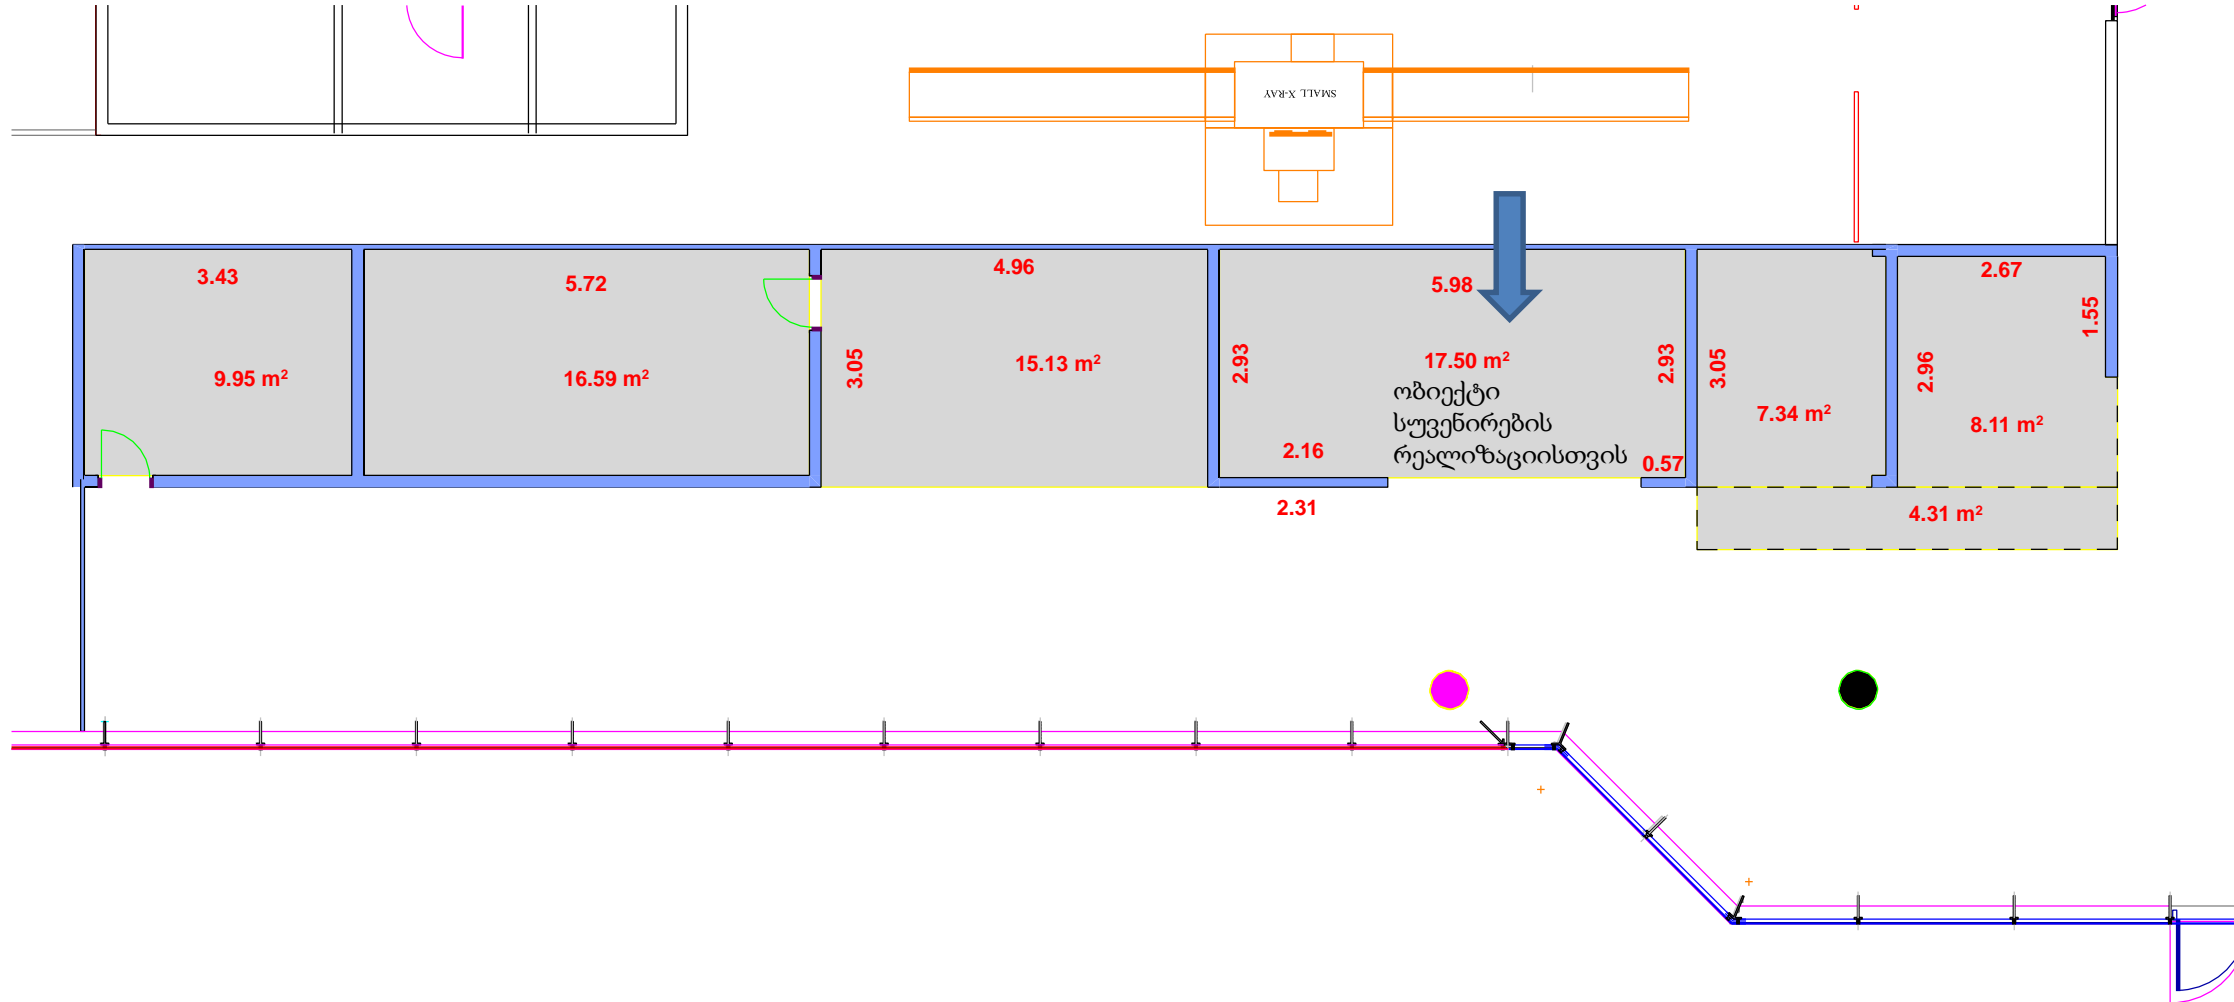 SMALL X-RAY
3.43
5.72
4.96
5.98
2.67
1.55
3.05
2.93
2.93
3.05
2.96
9.95 m²
16.59 m²
15.13 m²
17.50 m²
ობიექტი
სუვენირების
რეალიზაციისთვის
7.34 m²
8.11 m²
2.16
0.57
2.31
4.31 m²